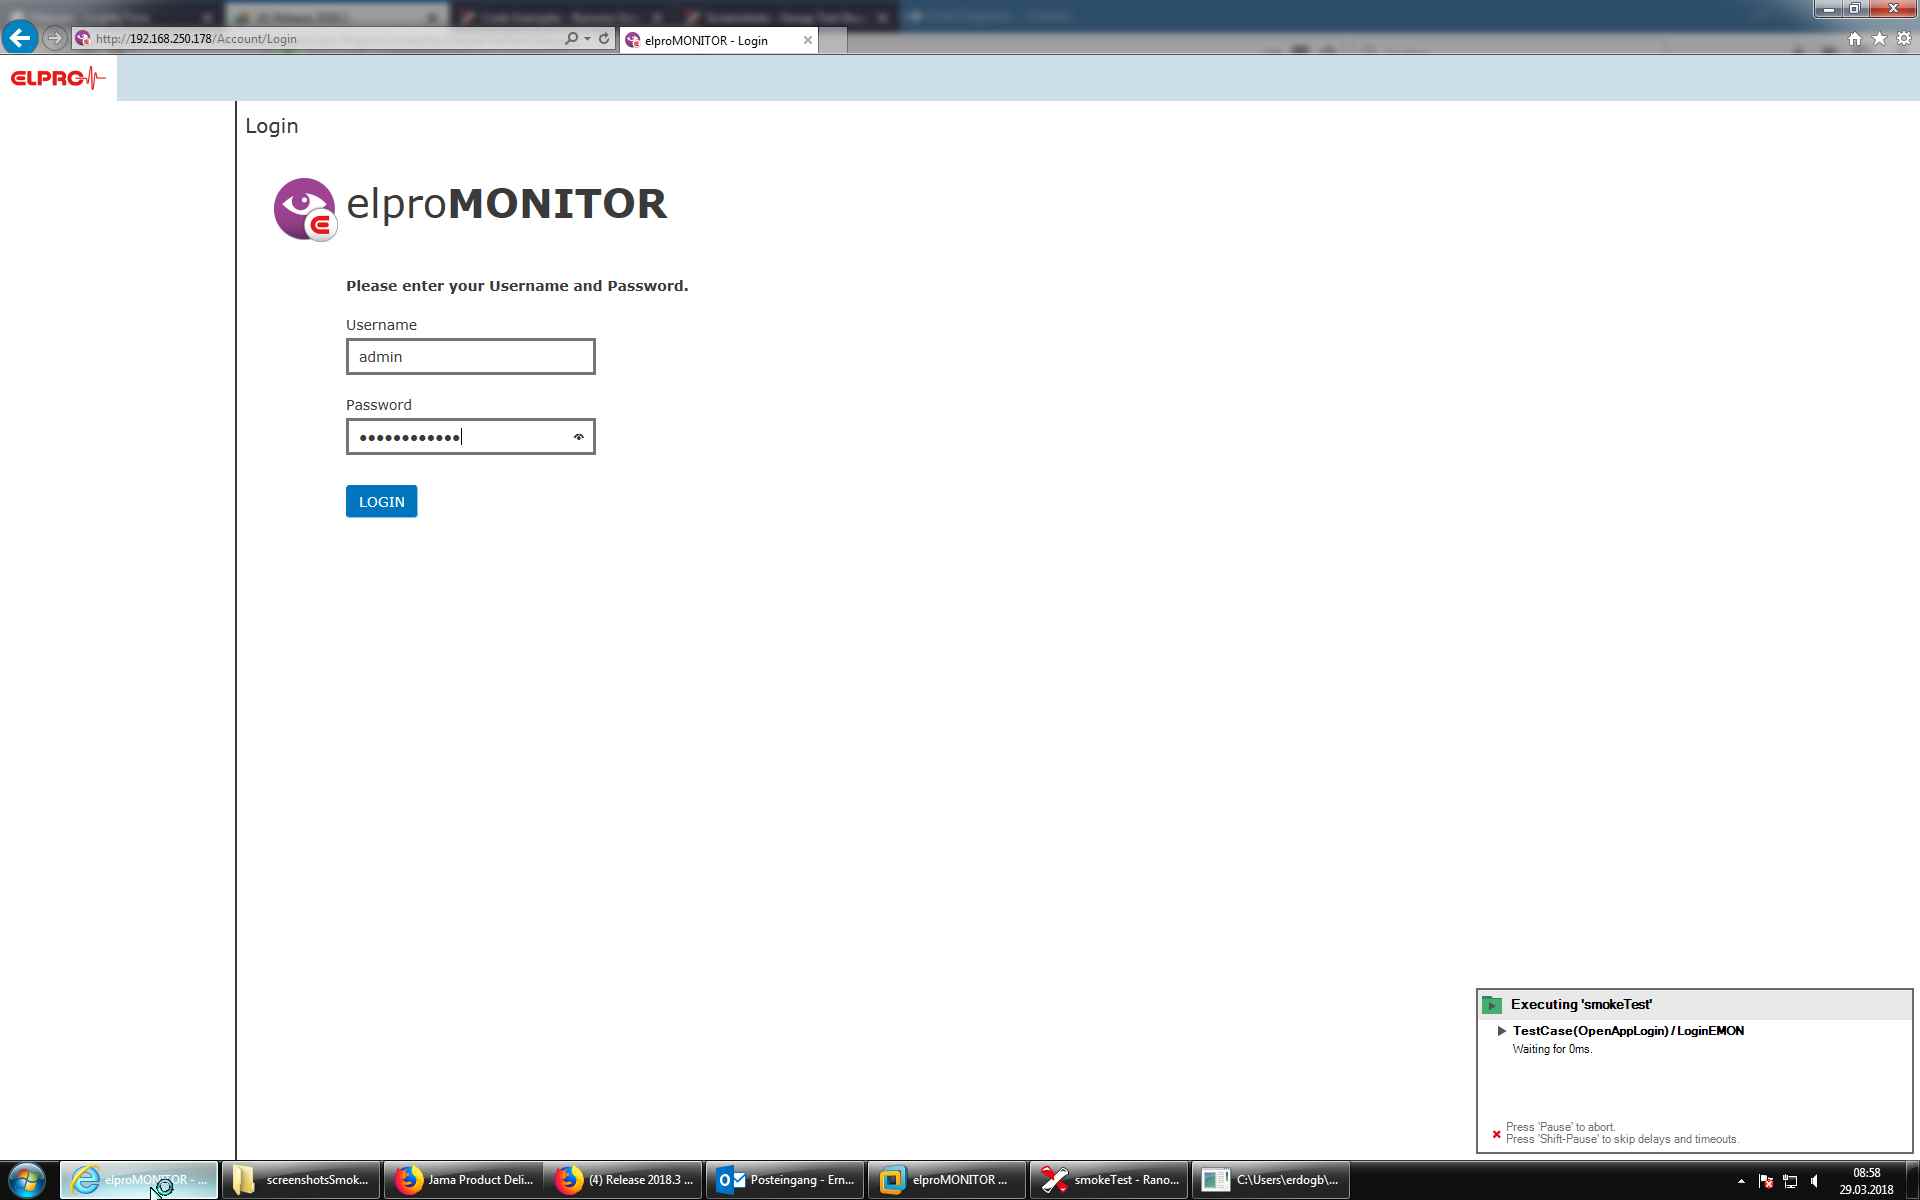 http://192.168.250.178/Account/Login
elproMONITOR - Login
ELPRO
Login
elproMONITOR
Please enter your Username and Password.
Username
admin
Password
LOGIN
Executing 'smokeTest'
TestCase(OpenAppLogin) / LoginEMON
Waiting for 0ms.
Press 'Pause' to abort.
Press 'Shift-Pause' to skip delays and timeouts.
elproMONITOR - ...
screenshotsSmok...
Jama Product Deli...
(4) Release 2018.3 ...
Posteingang - Ern...
elproMONITOR ...
smokeTest - Rano...
C:\Users\erdogb\...
08:58
29.03.2018